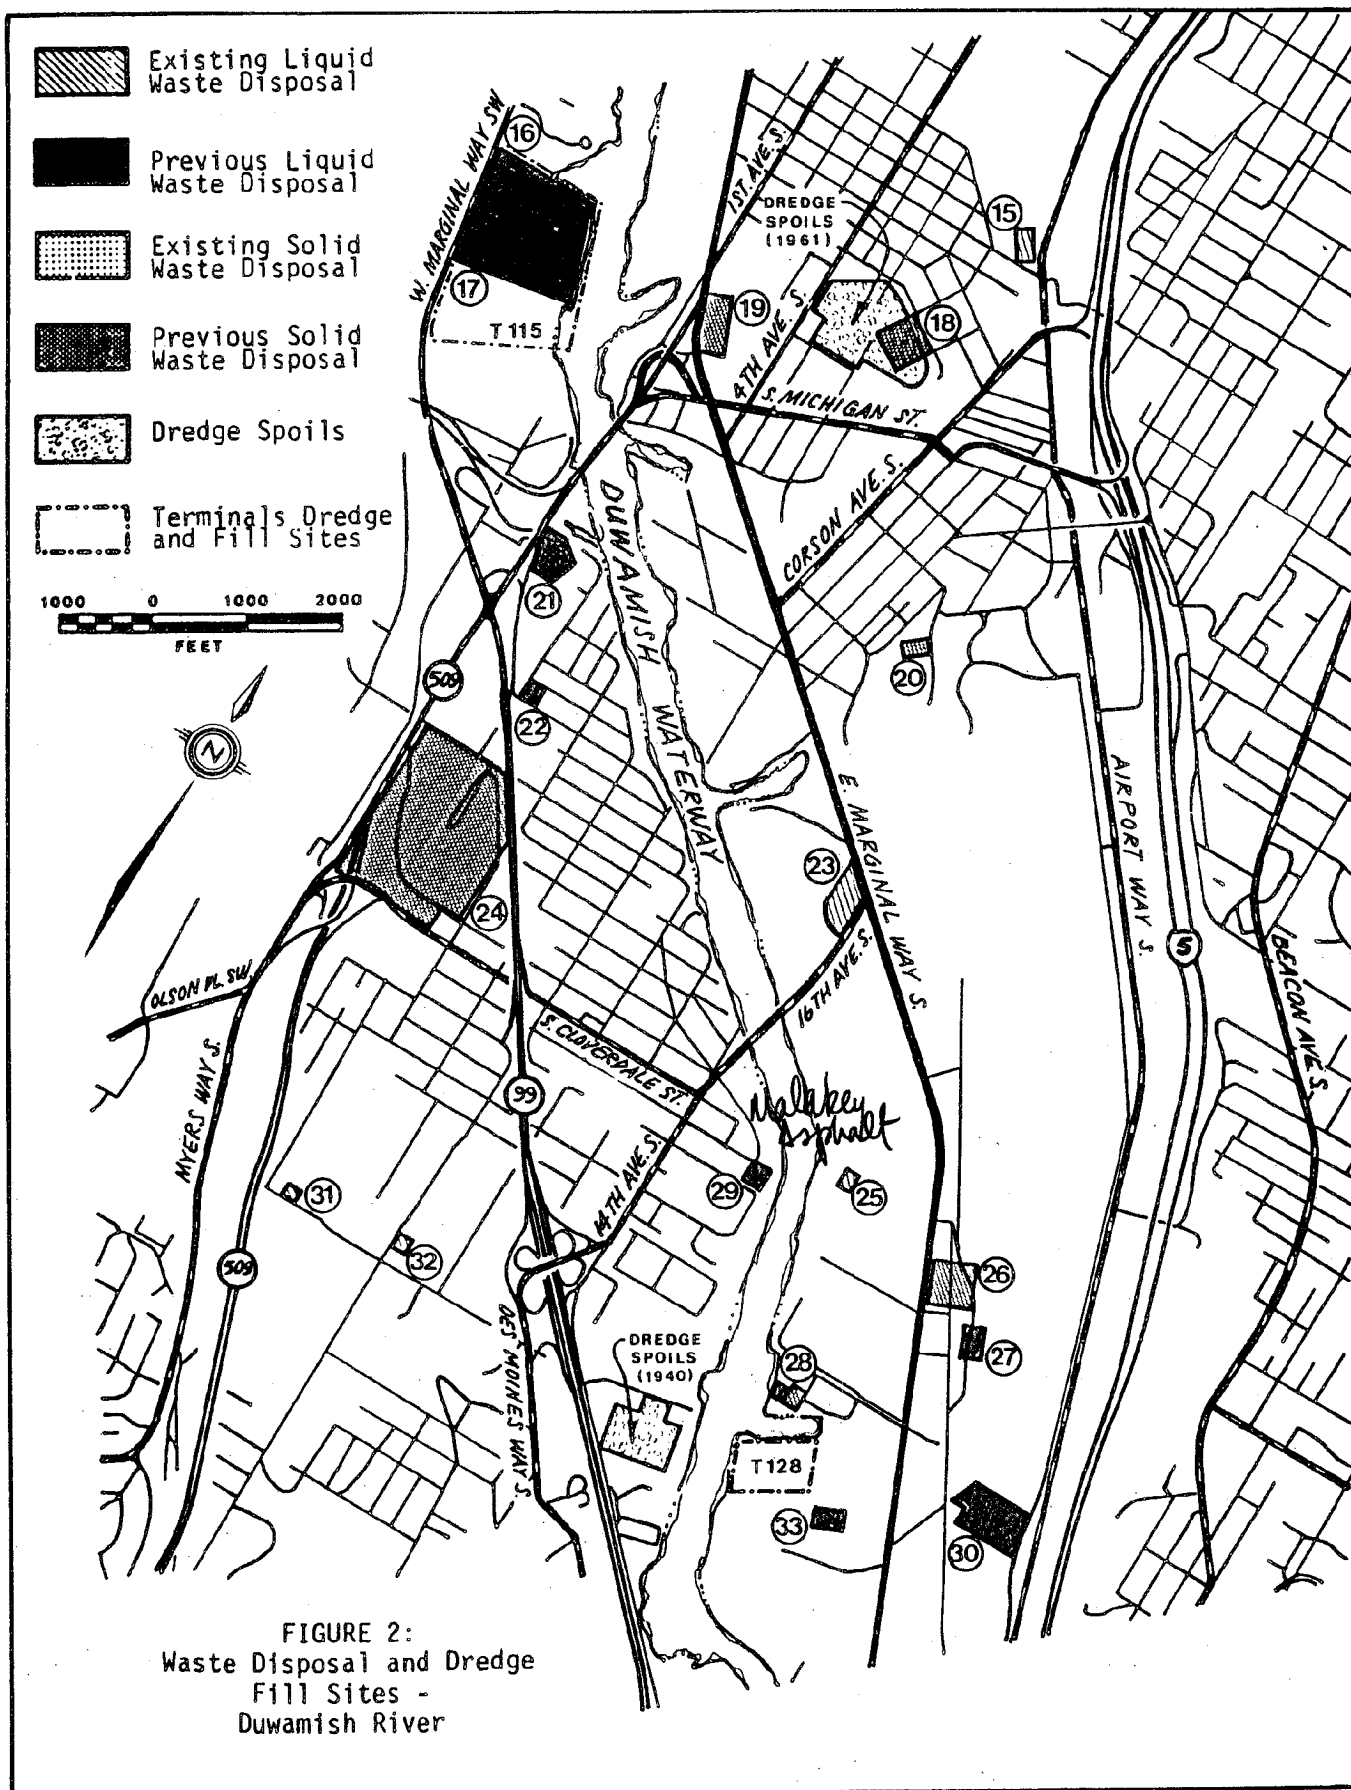 Existing Liquid
Waste Disposal
Previous Liquid
Waste Disposal
Existing Solid
Waste Disposal
Previous Solid
Waste Disposal
Dredge Spoils
Terminals Dredge
and Fill Sites
1000 0 1000 2000
FEET
N
W. MARGINAL WAY SW
16
17
T 115
1ST. AVE. S.
DREDGE
SPOILS
(1961)
15
19
4TH AVE. S.
18
S. MICHIGAN ST.
CORSON AVE. S.
DUWAMISH WATERWAY
21
20
509
22
E. MARGINAL WAY S.
AIRPORT WAY S.
23
24
5
BEACON AVE S.
OLSON PL. SW.
16TH AVE. S.
S. CLOVERDALE ST.
MYERS WAY S.
99
Malakey
Asphalt
14TH AVE. S.
29
25
31
32
509
26
DES MOINES WAY S.
DREDGE
SPOILS
(1940)
28
27
T 128
33
30
FIGURE 2:
Waste Disposal and Dredge
Fill Sites -
Duwamish River